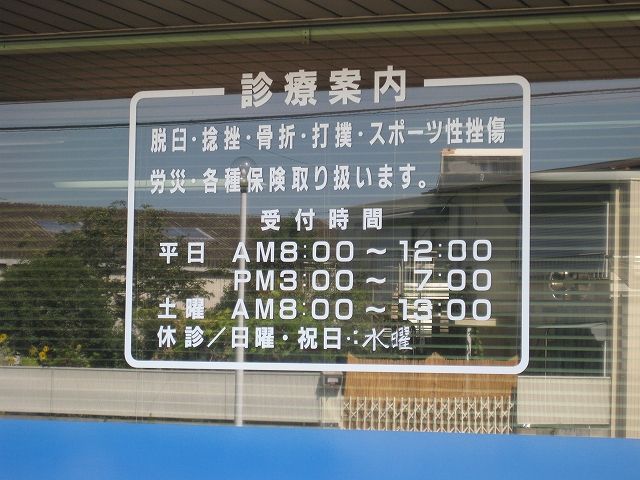 診療案内
脱臼・捻挫・骨折・打撲・スポーツ性挫傷
労災・各種保険取り扱います。
受付時間
平日 AM8:00～12:00
PM3:00～7:00
土曜 AM8:00～13:00
休診／日曜・祝日・水曜